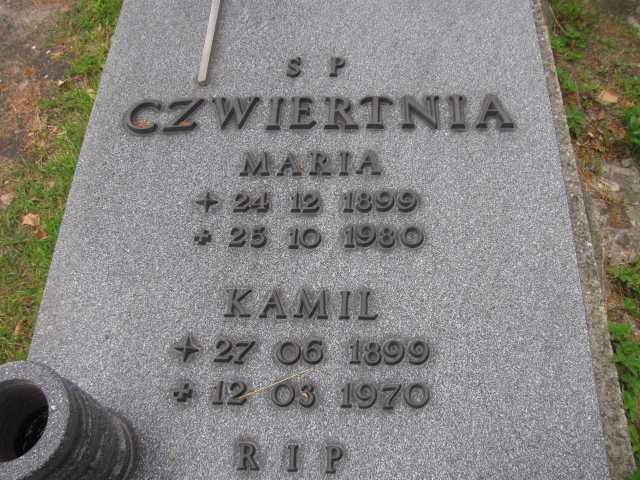 S P
CZWIERTNIA
MARIA
24 12 1899
25 10 1980
KAMIL
27 06 1899
12 03 1970
R I P